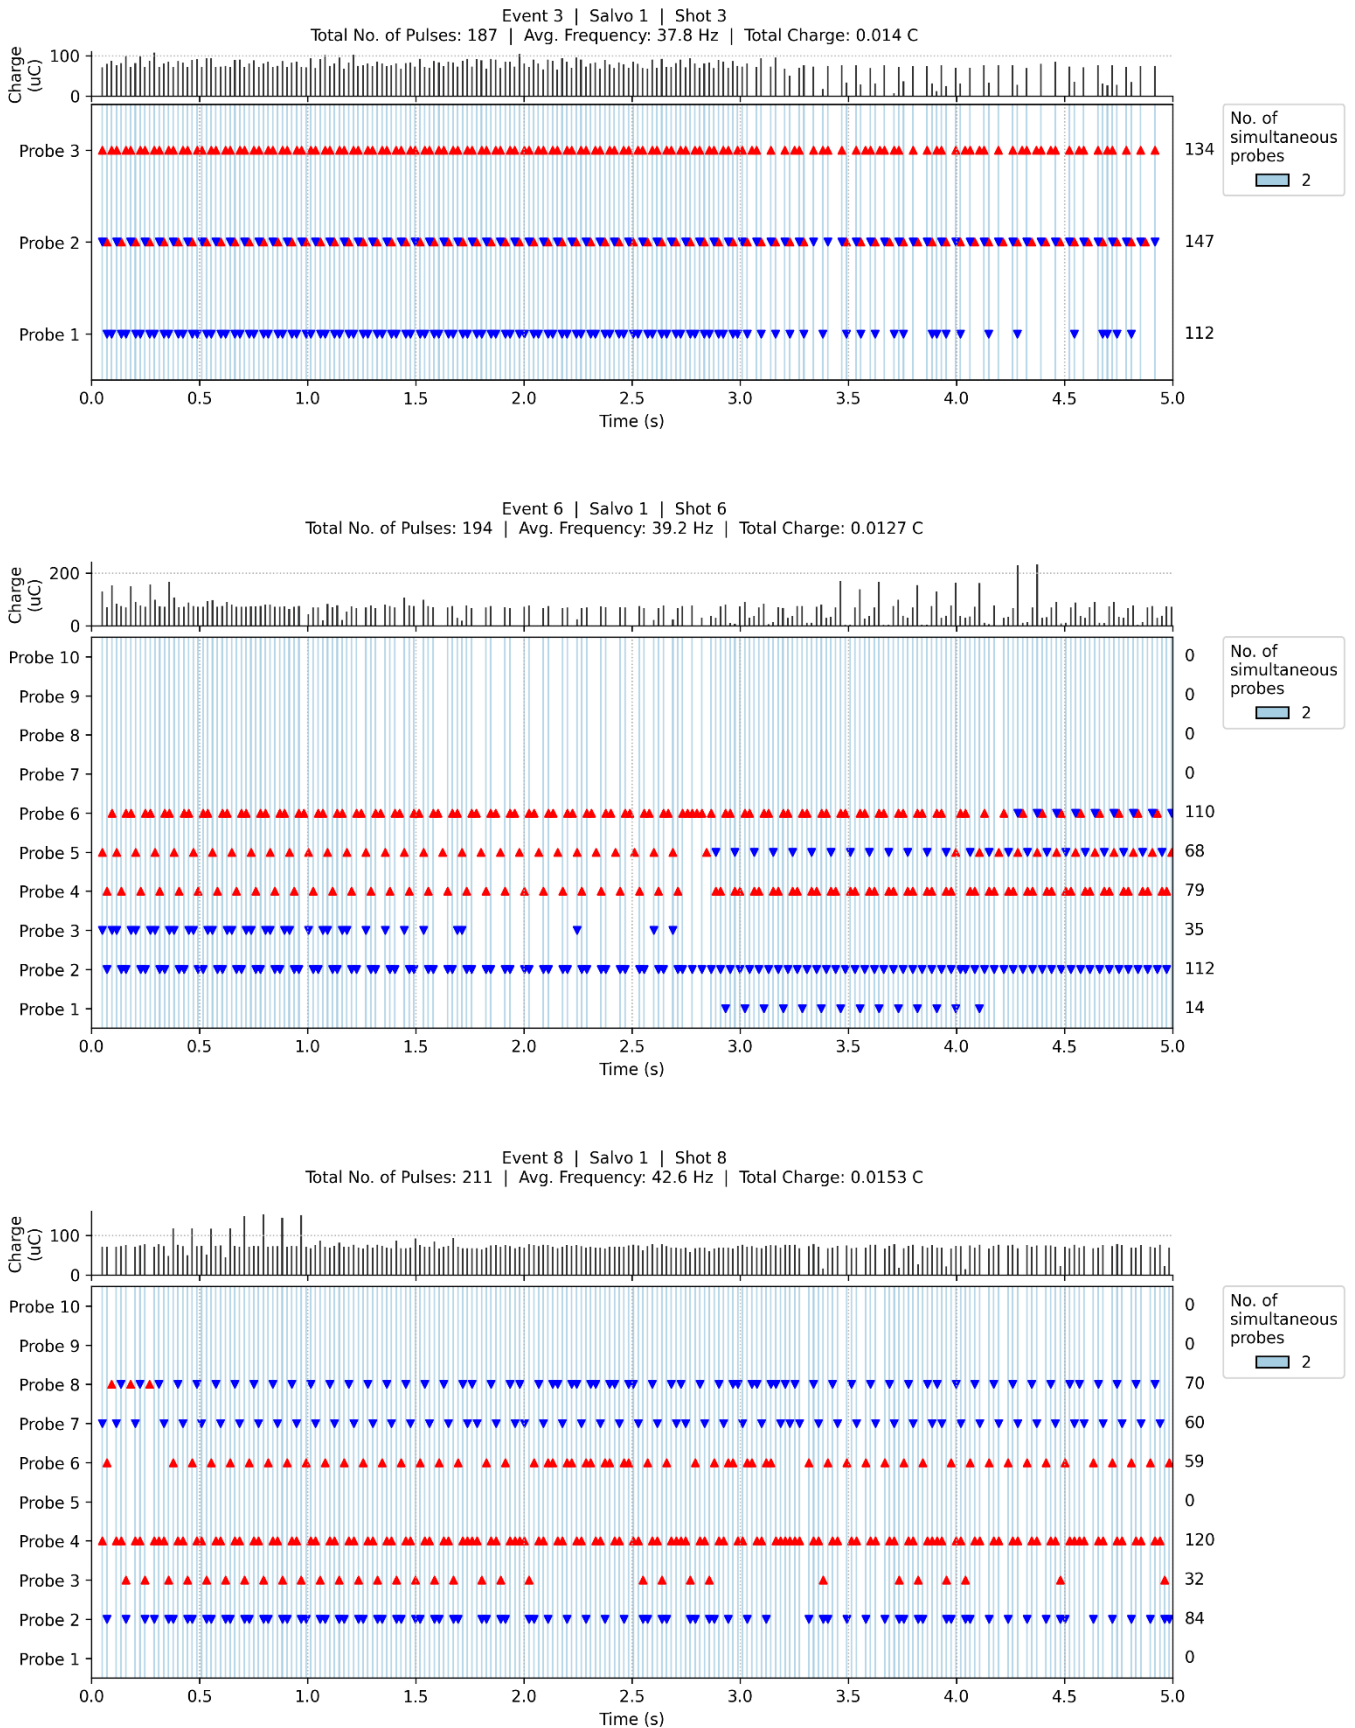 Event 3 | Salvo 1 | Shot 3
Total No. of Pulses: 187 | Avg. Frequency: 37.8 Hz | Total Charge: 0.014 C
Charge
(uC)
100
0
Probe 3
134
Probe 2
147
Probe 1
112
No. of
simultaneous
probes
2
0.0 0.5 1.0 1.5 2.0 2.5 3.0 3.5 4.0 4.5 5.0
Time (s)
Event 6 | Salvo 1 | Shot 6
Total No. of Pulses: 194 | Avg. Frequency: 39.2 Hz | Total Charge: 0.0127 C
Charge
(uC)
200
0
Probe 10
0
Probe 9
0
Probe 8
0
Probe 7
0
Probe 6
110
Probe 5
68
Probe 4
79
Probe 3
35
Probe 2
112
Probe 1
14
No. of
simultaneous
probes
2
0.0 0.5 1.0 1.5 2.0 2.5 3.0 3.5 4.0 4.5 5.0
Time (s)
Event 8 | Salvo 1 | Shot 8
Total No. of Pulses: 211 | Avg. Frequency: 42.6 Hz | Total Charge: 0.0153 C
Charge
(uC)
100
0
Probe 10
0
Probe 9
0
Probe 8
70
Probe 7
60
Probe 6
59
Probe 5
0
Probe 4
120
Probe 3
32
Probe 2
84
Probe 1
0
No. of
simultaneous
probes
2
0.0 0.5 1.0 1.5 2.0 2.5 3.0 3.5 4.0 4.5 5.0
Time (s)